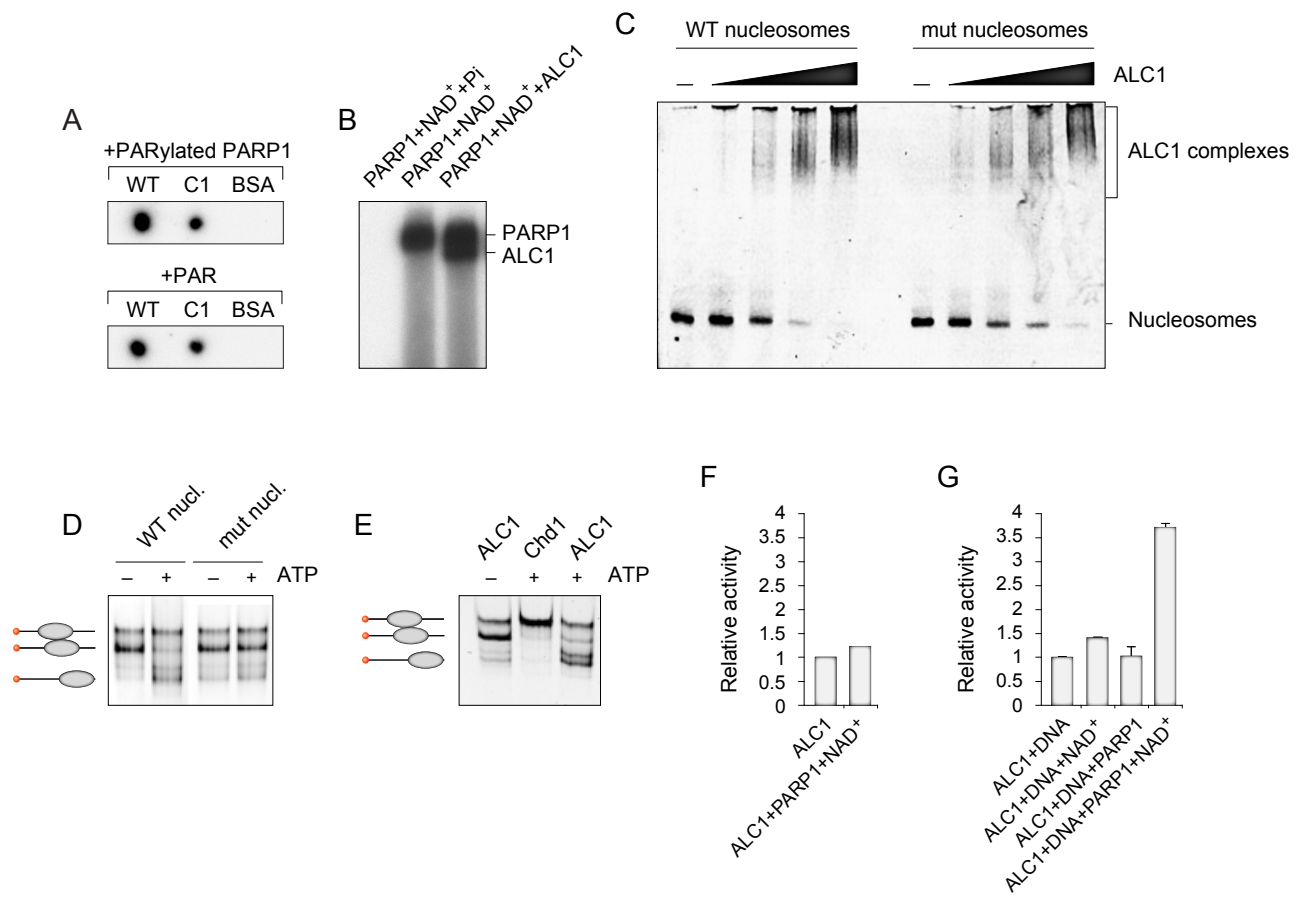 A
+PARylated PARP1
WT C1 BSA
+PAR
WT C1 BSA
B
PARP1+NAD⁺+Pi
PARP1+NAD⁺
PARP1+NAD⁺+ALC1
PARP1
ALC1
C
WT nucleosomes mut nucleosomes
– – ALC1
ALC1 complexes
Nucleosomes
D
WT nucl. mut nucl.
– + – + ATP
E
ALC1 Chd1 ALC1
– + + ATP
F
Relative activity
4
3.5
3
2.5
2
1.5
1
0.5
0
ALC1
ALC1+PARP1+NAD⁺
G
Relative activity
4
3.5
3
2.5
2
1.5
1
0.5
0
ALC1+DNA
ALC1+DNA+NAD⁺
ALC1+DNA+PARP1
ALC1+DNA+PARP1+NAD⁺